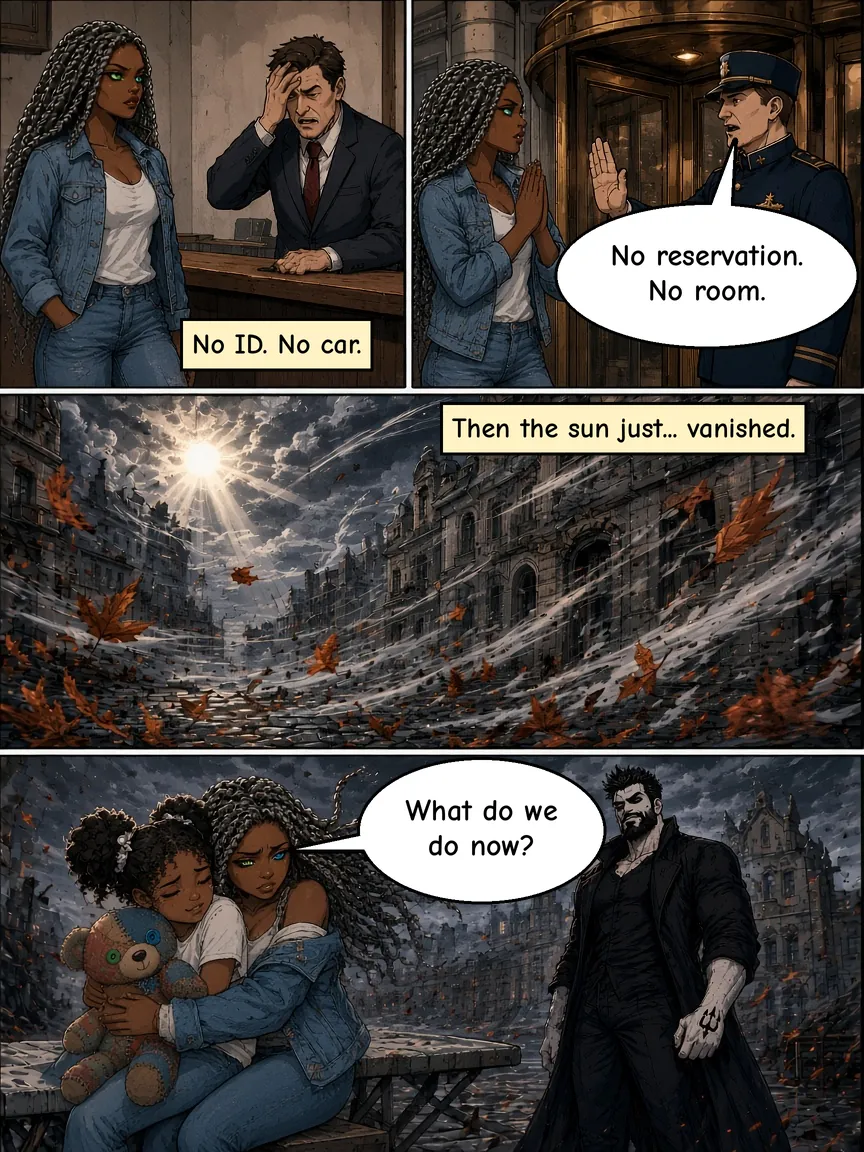 No ID. No car.
No reservation.
No room.
Then the sun just... vanished.
What do we
do now?